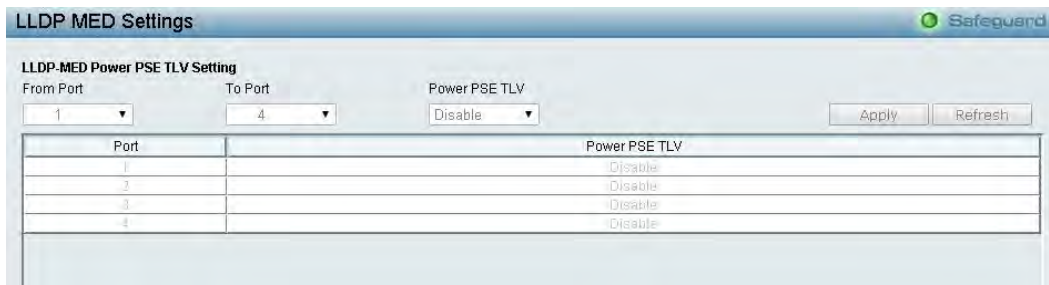 LLDP MED Settings Safeguard
LLDP-MED Power PSE TLV Setting
From Port To Port Power PSE TLV
1 4 Disable Apply Refresh
Port Power PSE TLV
1 Disable
2 Disable
3 Disable
4 Disable